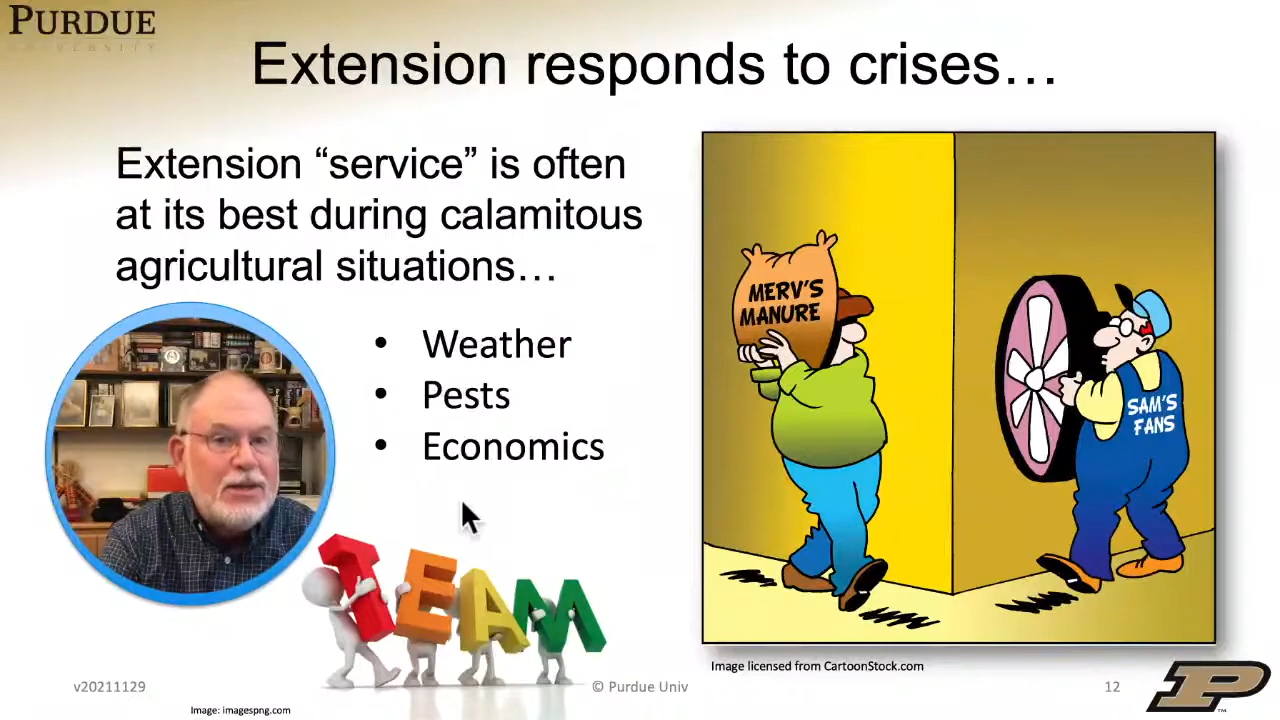 PURDUE
UNIVERSITY
Extension responds to crises…
Extension “service” is often
at its best during calamitous
agricultural situations…
• Weather
• Pests
• Economics
TEAM
MERV'S
MANURE
SAM'S
FANS
Image licensed from CartoonStock.com
v20211129
© Purdue Univ
12
P
TM
Image: imagespng.com